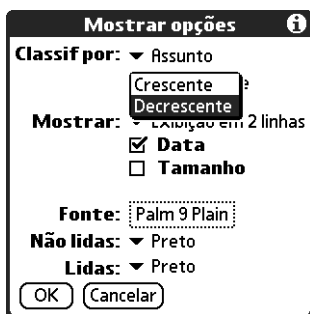 Mostrar opções
Classif por: Assunto
Crescente
Decrescente
Mostrar: Exibição em 2 linhas
Data
Tamanho
Fonte: Palm 9 Plain
Não lidas: Preto
Lidas: Preto
OK Cancelar